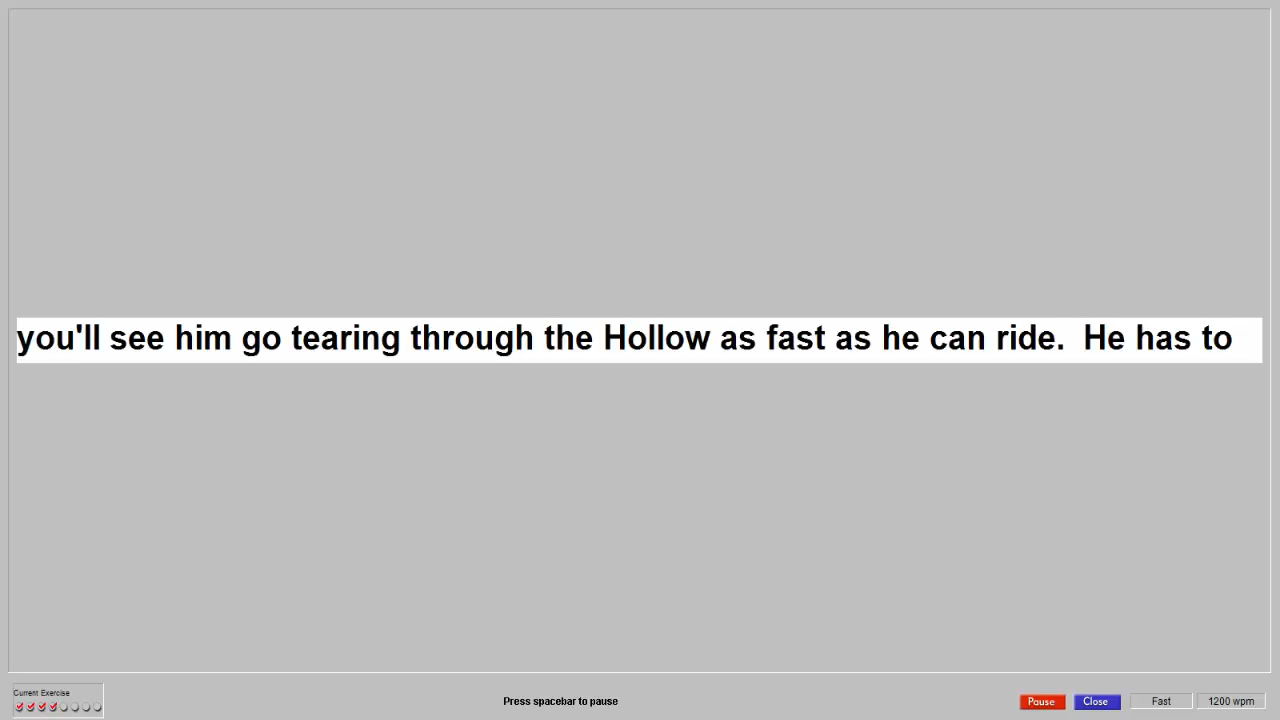 you'll see him go tearing through the Hollow as fast as he can ride.  He has to
Current Exercise
Press spacebar to pause
Pause
Close
Fast
1200 wpm